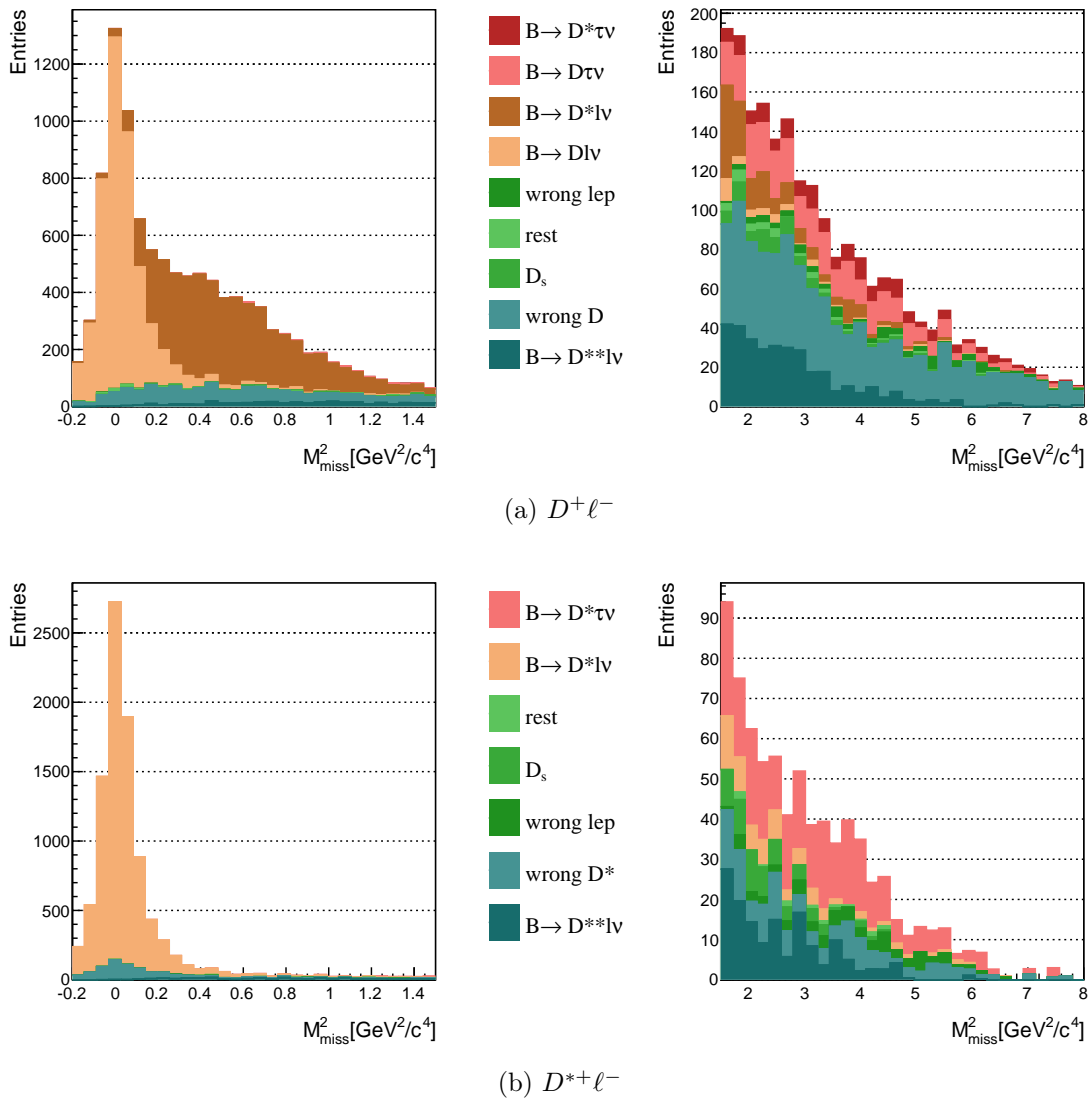 Entries
1200
1000
800
600
400
200
0
-0.2 0 0.2 0.4 0.6 0.8 1 1.2 1.4
M²miss[GeV²/c⁴]
B→ D*τν
B→ Dτν
B→ D*lν
B→ Dlν
wrong lep
rest
Dₛ
wrong D
B→ D**lν
Entries
200
180
160
140
120
100
80
60
40
20
0
2 3 4 5 6 7 8
M²miss[GeV²/c⁴]
(a) D⁺ℓ⁻
Entries
2500
2000
1500
1000
500
0
-0.2 0 0.2 0.4 0.6 0.8 1 1.2 1.4
M²miss[GeV²/c⁴]
B→ D*τν
B→ D*lν
rest
Dₛ
wrong lep
wrong D*
B→ D**lν
Entries
90
80
70
60
50
40
30
20
10
0
2 3 4 5 6 7 8
M²miss[GeV²/c⁴]
(b) D*⁺ℓ⁻